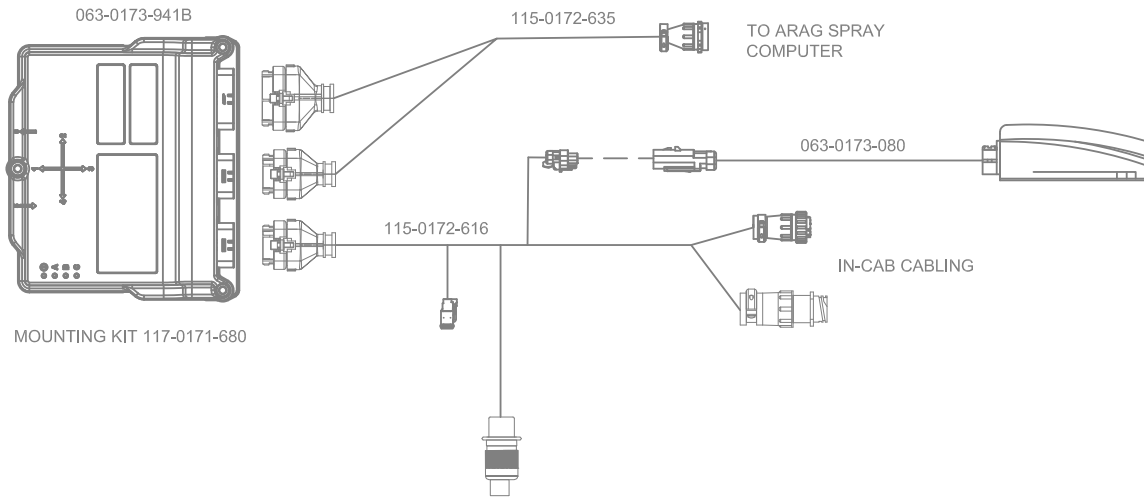 063-0173-941B
115-0172-635
TO ARAG SPRAY
COMPUTER
063-0173-080
115-0172-616
IN-CAB CABLING
MOUNTING KIT 117-0171-680